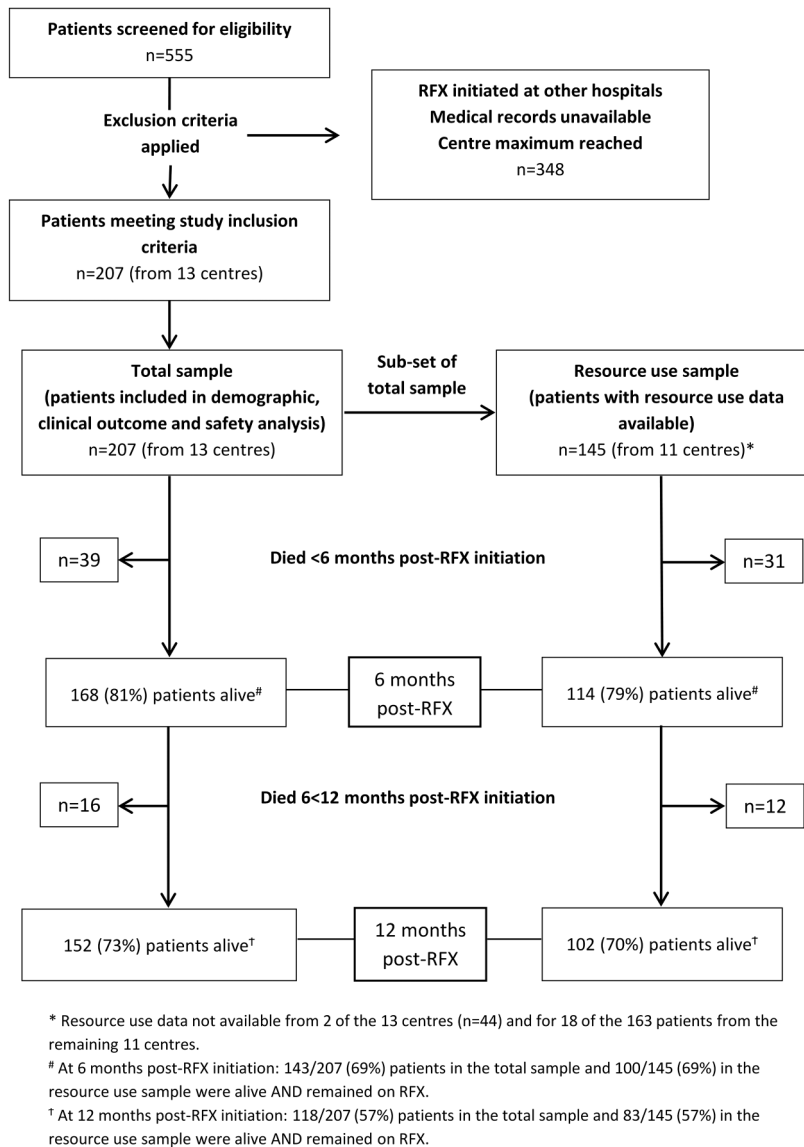 Patients screened for eligibility
n=555
Exclusion criteria
applied
RFX initiated at other hospitals
Medical records unavailable
Centre maximum reached
n=348
Patients meeting study inclusion
criteria
n=207 (from 13 centres)
Total sample
(patients included in demographic,
clinical outcome and safety analysis)
n=207 (from 13 centres)
Sub-set of
total sample
Resource use sample
(patients with resource use data
available)
n=145 (from 11 centres)*
n=39
Died <6 months post-RFX initiation
n=31
168 (81%) patients alive#
6 months
post-RFX
114 (79%) patients alive#
n=16
Died 6<12 months post-RFX initiation
n=12
152 (73%) patients alive†
12 months
post-RFX
102 (70%) patients alive†
* Resource use data not available from 2 of the 13 centres (n=44) and for 18 of the 163 patients from the
remaining 11 centres.
# At 6 months post-RFX initiation: 143/207 (69%) patients in the total sample and 100/145 (69%) in the
resource use sample were alive AND remained on RFX.
† At 12 months post-RFX initiation: 118/207 (57%) patients in the total sample and 83/145 (57%) in the
resource use sample were alive AND remained on RFX.